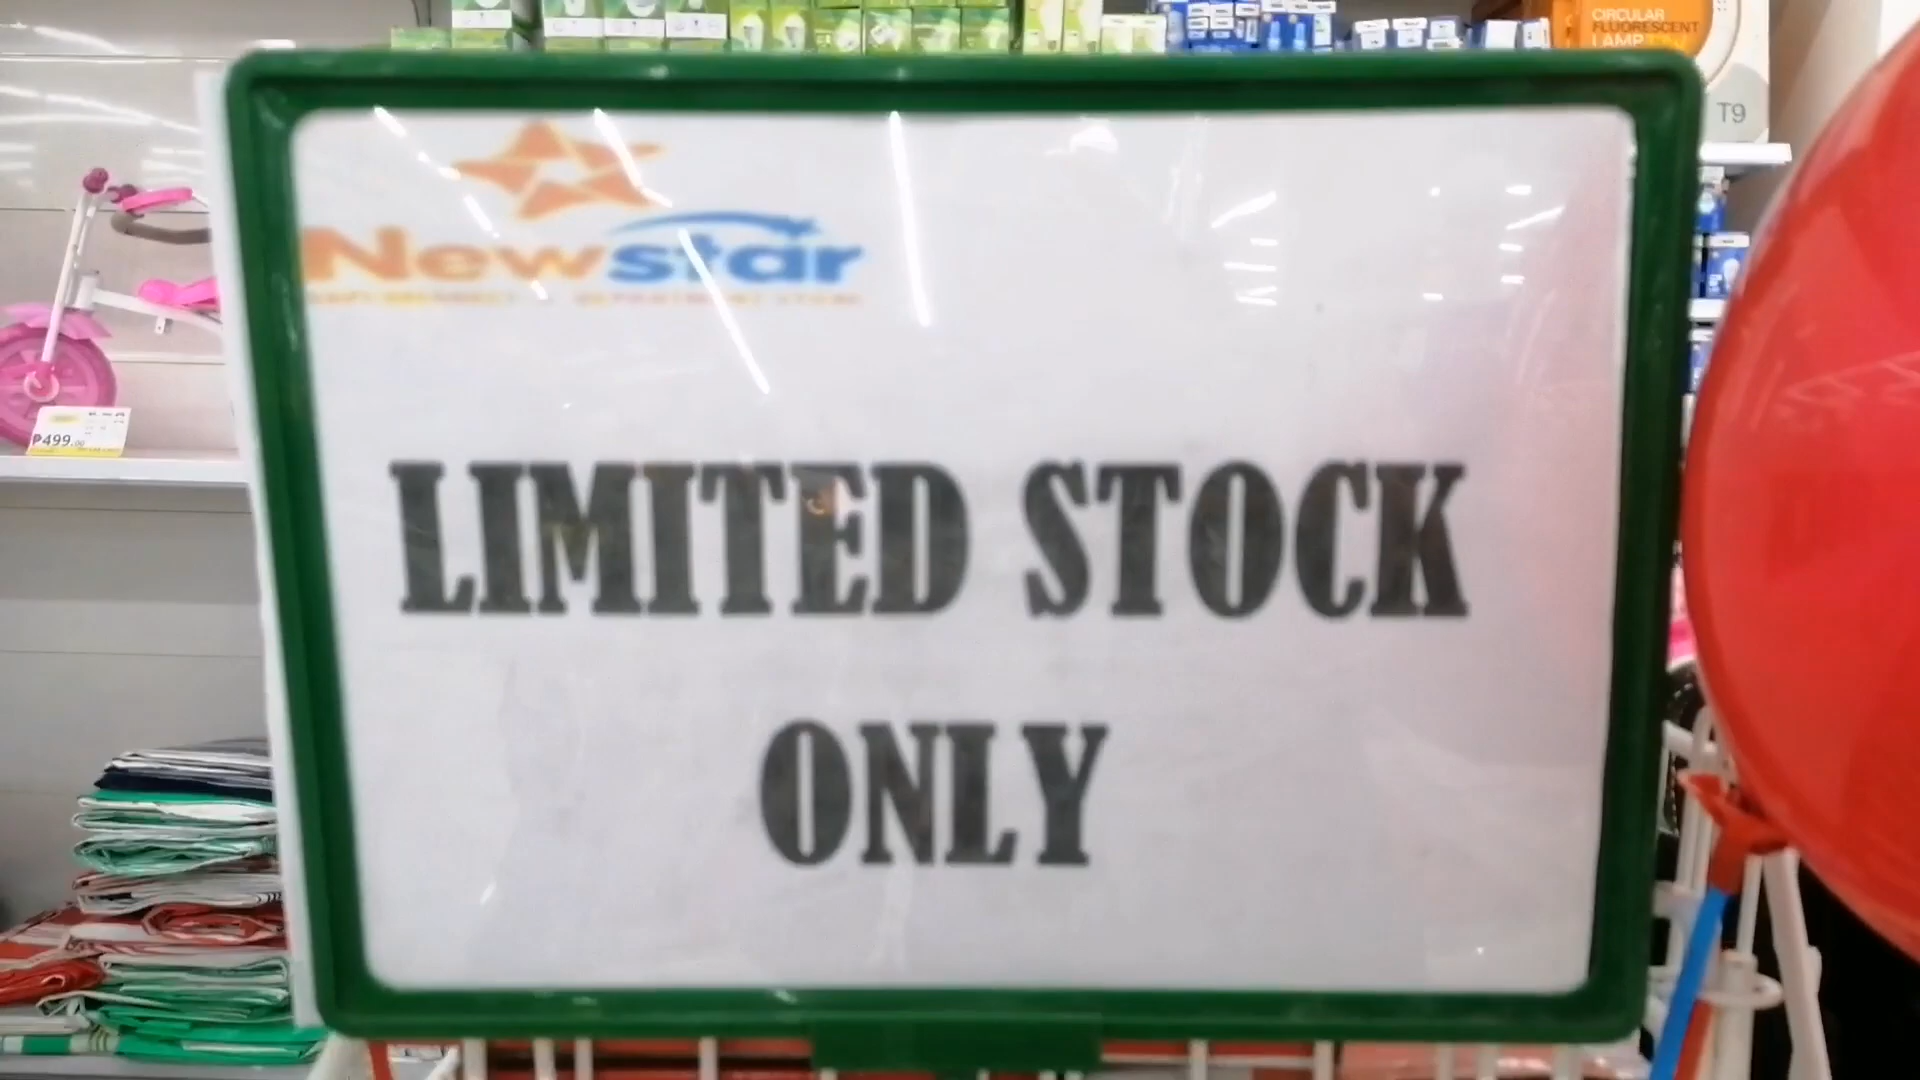 CIRCULAR
FLUORESCENT
LAMP
T9
Newstar
₱499.00
LIMITED STOCK
ONLY